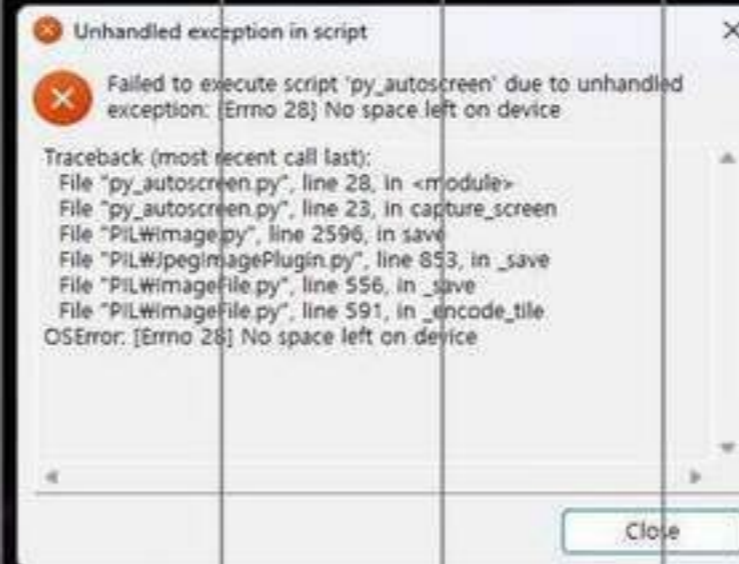 Unhandled exception in script
Failed to execute script 'py_autoscreen' due to unhandled
exception: [Errno 28] No space left on device
Traceback (most recent call last):
File "py_autoscreen.py", line 28, in <module>
File "py_autoscreen.py", line 23, in capture_screen
File "PIL₩Image.py", line 2596, in save
File "PIL₩JpegImagePlugin.py", line 853, in _save
File "PIL₩ImageFile.py", line 556, in _save
File "PIL₩ImageFile.py", line 591, in _encode_tile
OSError: [Errno 28] No space left on device
Close